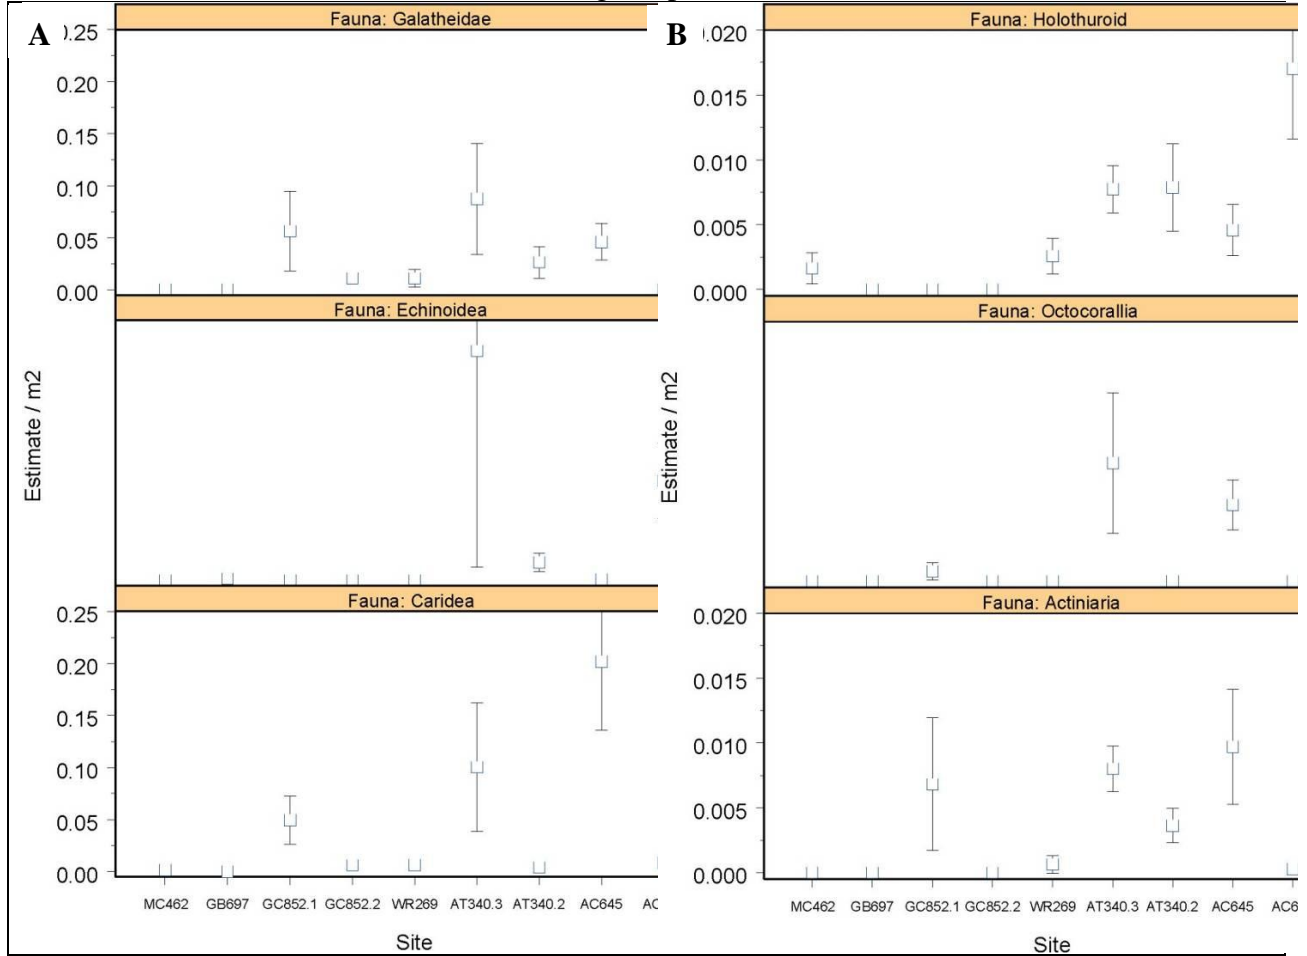 A
Fauna: Galatheidae
0.25
0.20
0.15
0.10
0.05
0.00
Fauna: Echinoidea
Estimate / m2
Fauna: Caridea
0.25
0.20
0.15
0.10
0.05
0.00
MC462 GB697 GC852.1 GC852.2 WR269 AT340.3 AT340.2 AC645 AC
Site
B
Fauna: Holothuroid
0.020
0.015
0.010
0.005
0.000
Fauna: Octocorallia
Estimate / m2
Fauna: Actiniaria
0.020
0.015
0.010
0.005
0.000
MC462 GB697 GC852.1 GC852.2 WR269 AT340.3 AT340.2 AC645 AC6
Site